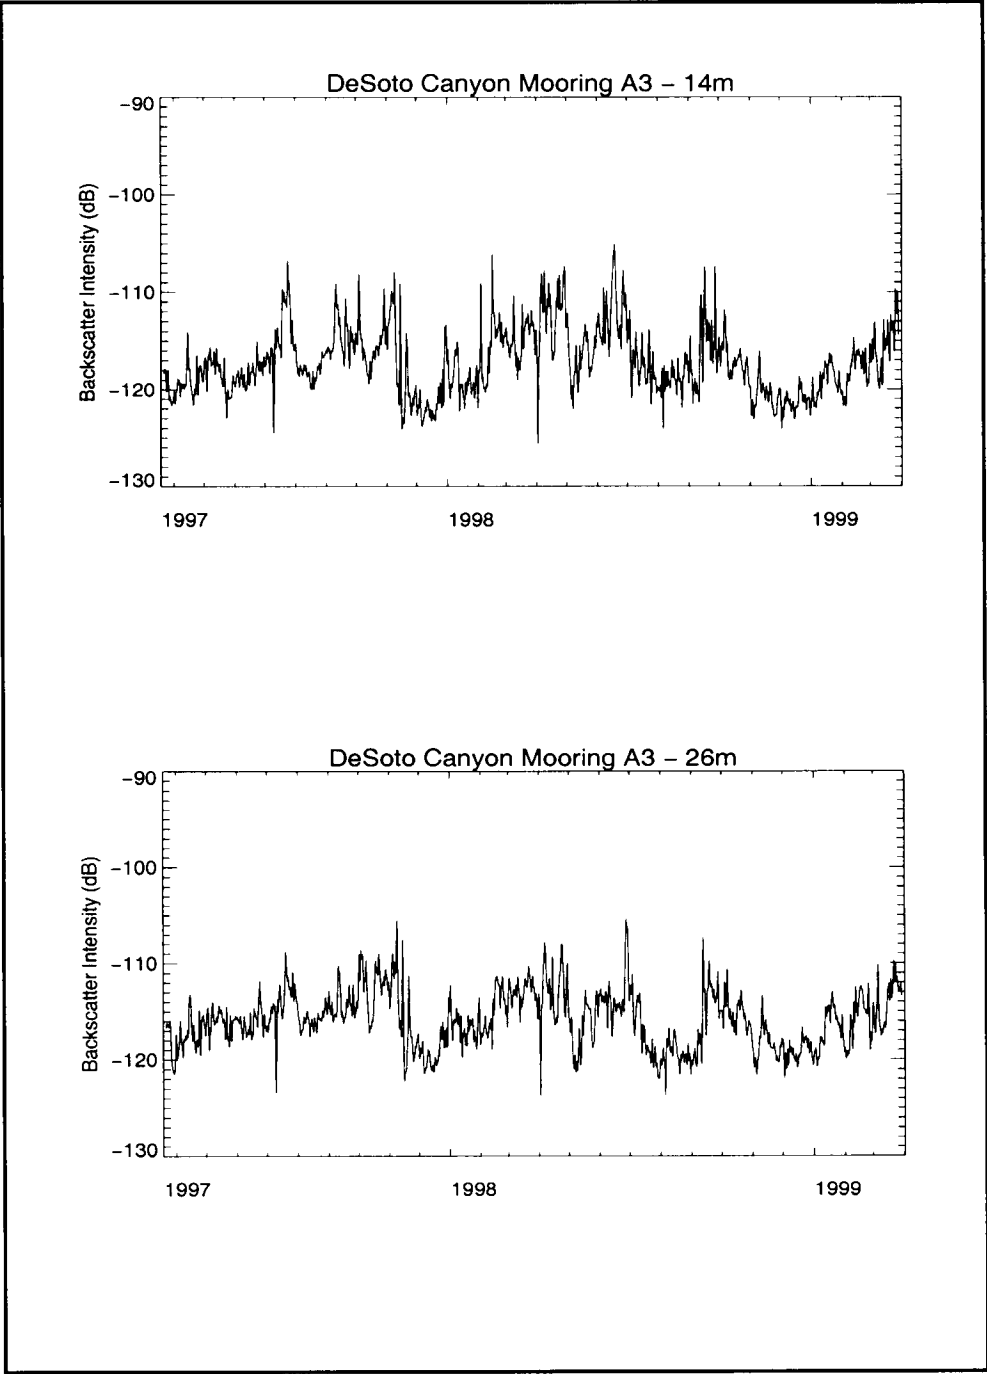 DeSoto Canyon Mooring A3 – 14m
Backscatter Intensity (dB)
−90
−100
−110
−120
−130
1997 1998 1999
DeSoto Canyon Mooring A3 – 26m
Backscatter Intensity (dB)
−90
−100
−110
−120
−130
1997 1998 1999